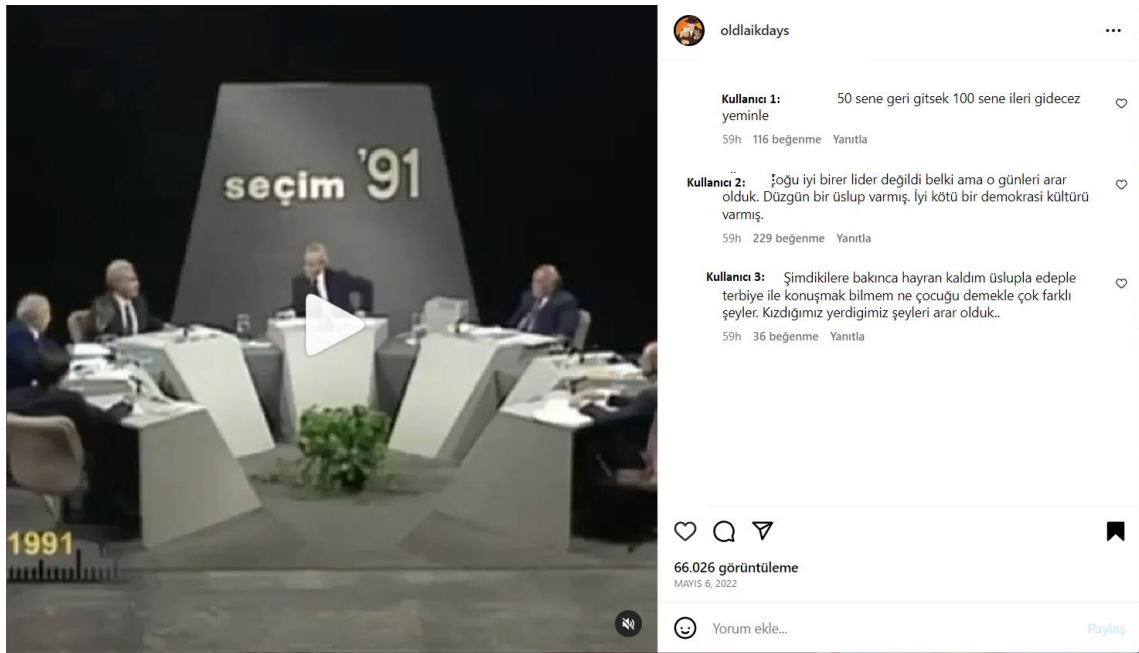 oldlaikdays
seçim '91
Kullanıcı 1: 50 sene geri gitsek 100 sene ileri gidecez
yeminle
59h 116 beğenme Yanıtla
Kullanıcı 2: oğu iyi birer lider değildi belki ama o günleri arar
olduk. Düzgün bir üslup varmış. İyi kötü bir demokrasi kültürü
varmış.
59h 229 beğenme Yanıtla
Kullanıcı 3: Şimdikilere bakınca hayran kaldım üslupla edeple
terbiye ile konuşmak bilmem ne çocuğu demekle çok farklı
şeyler. Kızdığımız yerdigimiz şeyleri arar olduk..
59h 36 beğenme Yanıtla
1991
66.026 görüntüleme
MAYIS 6, 2022
Yorum ekle...
Paylaş